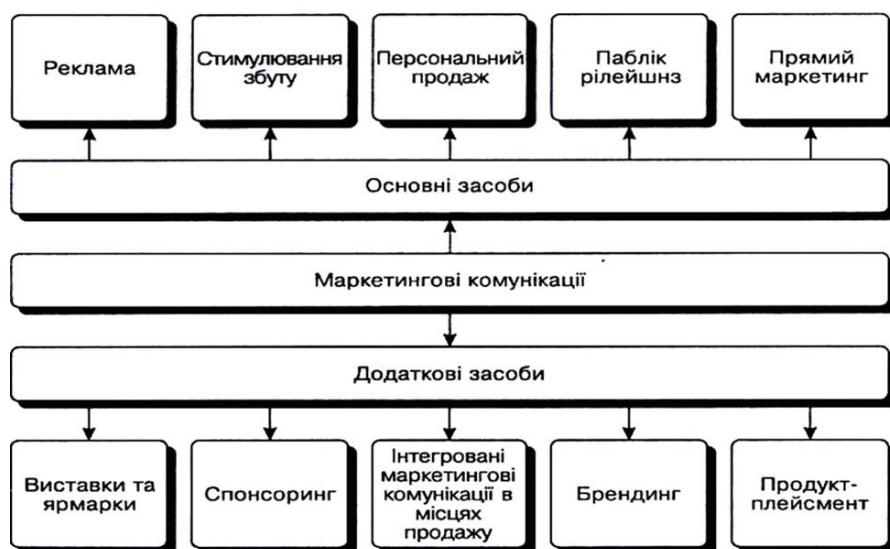 Реклама
Стимулювання
збуту
Персональний
продаж
Паблік
рілейшнз
Прямий
маркетинг
Основні засоби
Маркетингові комунікації
Додаткові засоби
Виставки та
ярмарки
Спонсоринг
Інтегровані
маркетингові
комунікації в
місцях
продажу
Брендинг
Продукт-
плейсмент